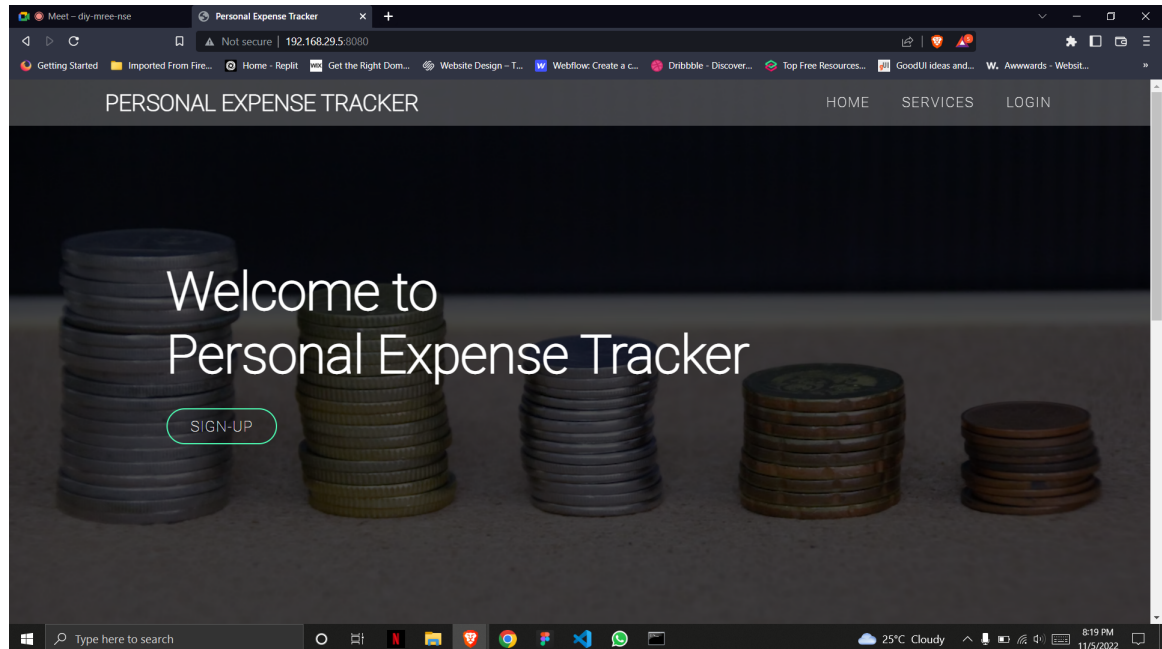 Meet – diy-mree-nse
Personal Expense Tracker
Not secure | 192.168.29.5:8080
5
Getting Started
Imported From Fire...
Home - Replit
WIX Get the Right Dom...
Website Design – T...
W Webflow: Create a c...
Dribbble - Discover...
Top Free Resources...
gUI GoodUI ideas and...
W. Awwwards - Websit...
»
PERSONAL EXPENSE TRACKER
HOME
SERVICES
LOGIN
Welcome to
Personal Expense Tracker
SIGN-UP
Type here to search
N
25°C Cloudy
8:19 PM
11/5/2022